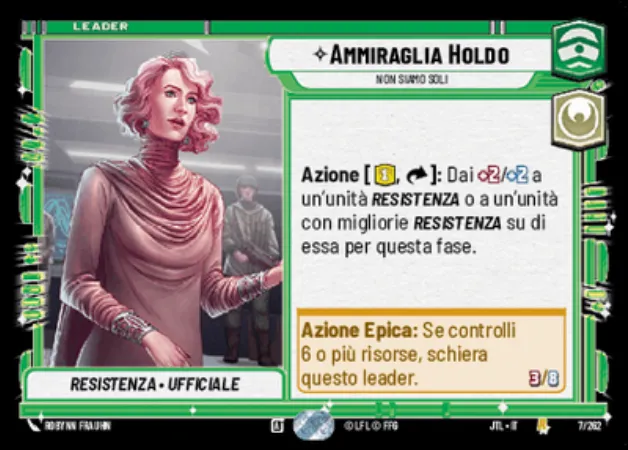 LEADER
AMMIRAGLIA HOLDO
NON SIAMO SOLI
Azione [1, ]: Dai +2/+2 a
un'unità RESISTENZA o a un'unità
con migliorie RESISTENZA su di
essa per questa fase.
Azione Epica: Se controlli
6 o più risorse, schiera
questo leader.
3/8
RESISTENZA • UFFICIALE
ROBYNN FRAUHN
©LFL © FFG
JTL • IT
7/262